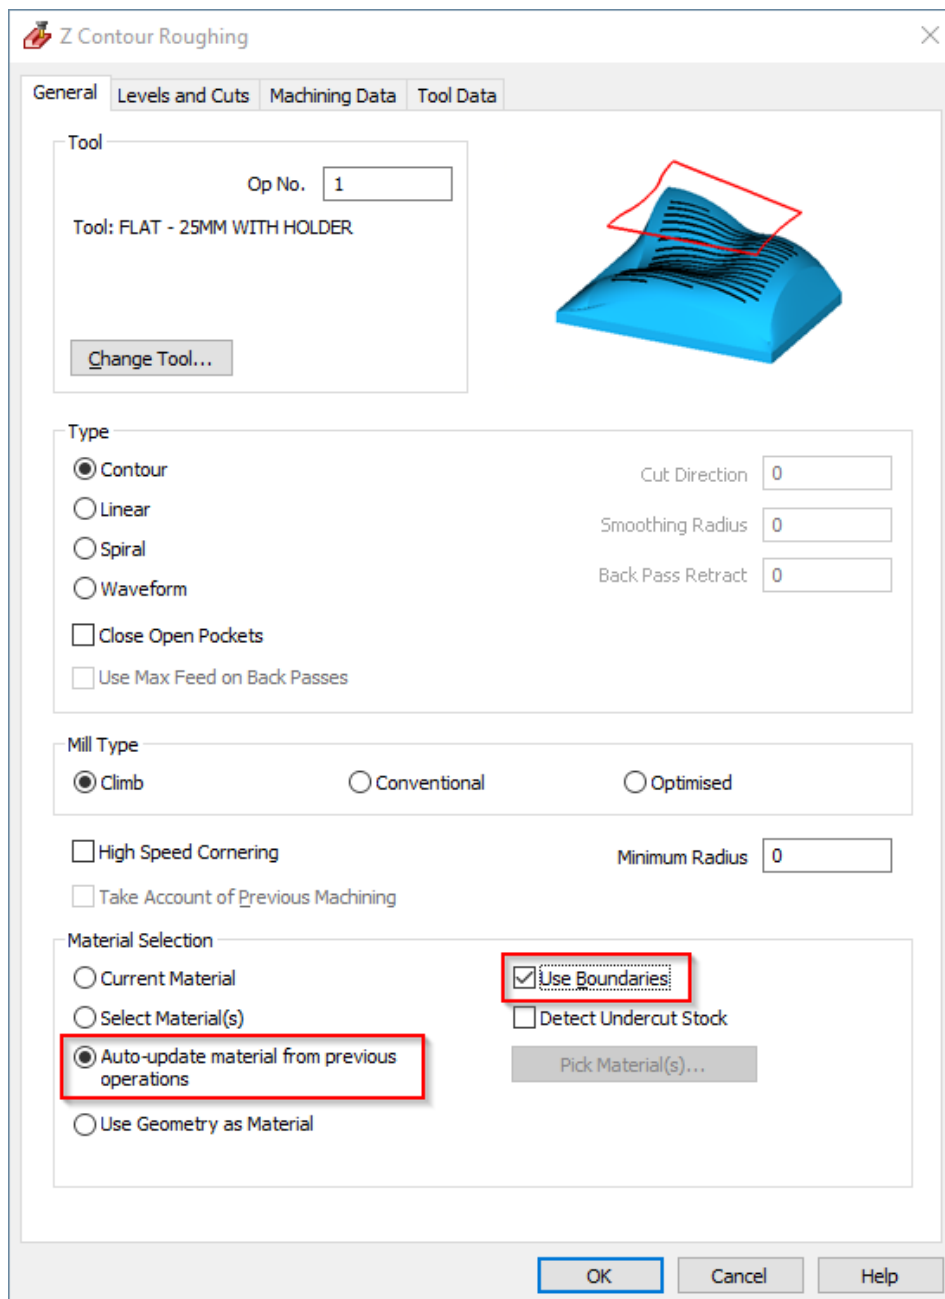 Z Contour Roughing
General Levels and Cuts Machining Data Tool Data
Tool
Op No. 1
Tool: FLAT - 25MM WITH HOLDER
Change Tool...
Type
Contour
Cut Direction 0
Linear
Smoothing Radius 0
Spiral
Back Pass Retract 0
Waveform
Close Open Pockets
Use Max Feed on Back Passes
Mill Type
Climb Conventional Optimised
High Speed Cornering
Minimum Radius 0
Take Account of Previous Machining
Material Selection
Current Material
Use Boundaries
Select Material(s)
Detect Undercut Stock
Auto-update material from previous
operations
Pick Material(s)...
Use Geometry as Material
OK Cancel Help